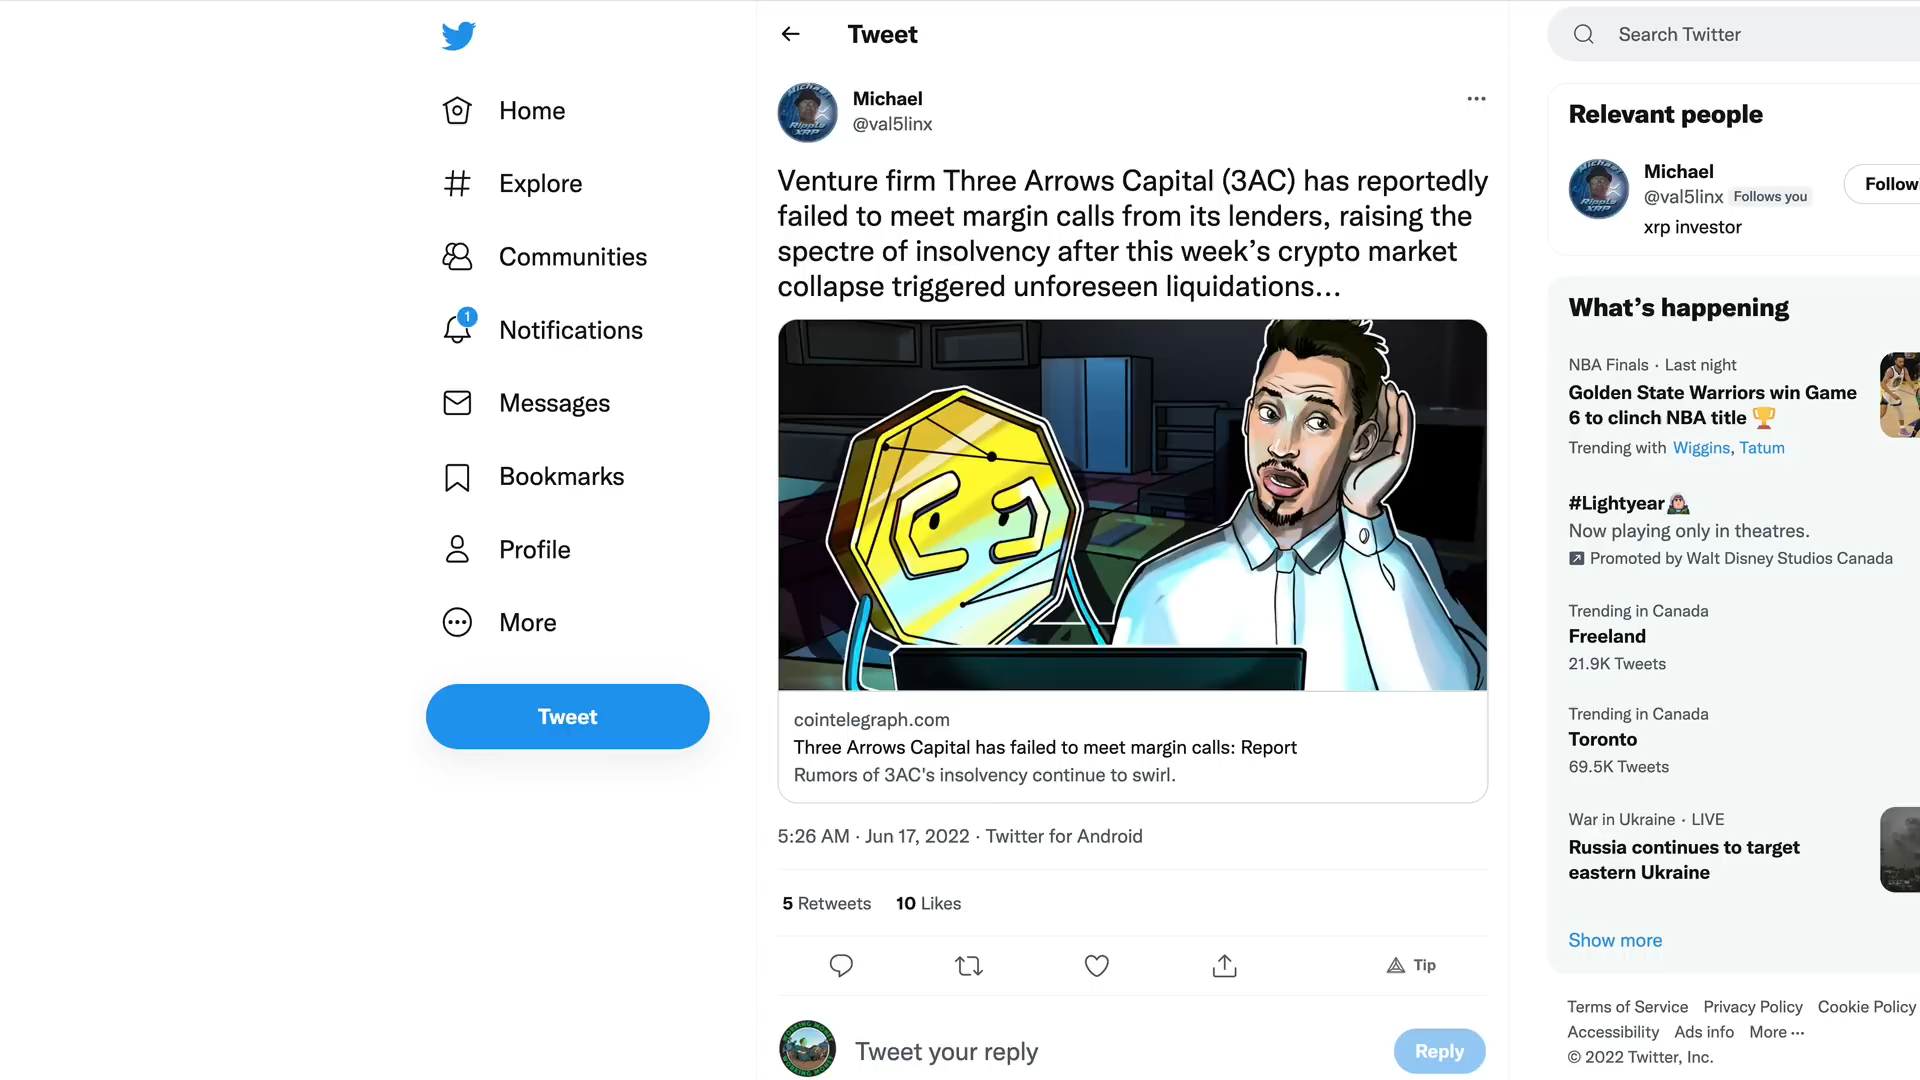 Tweet
Search Twitter
Home
Explore
Communities
1
Notifications
Messages
Bookmarks
Profile
More
Tweet
Michael
@val5linx
Venture firm Three Arrows Capital (3AC) has reportedly
failed to meet margin calls from its lenders, raising the
spectre of insolvency after this week’s crypto market
collapse triggered unforeseen liquidations…
cointelegraph.com
Three Arrows Capital has failed to meet margin calls: Report
Rumors of 3AC's insolvency continue to swirl.
5:26 AM · Jun 17, 2022 · Twitter for Android
5 Retweets 10 Likes
Tip
Tweet your reply
Reply
Relevant people
Michael
@val5linx Follows you
xrp investor
Follow
What’s happening
NBA Finals · Last night
Golden State Warriors win Game
6 to clinch NBA title
Trending with Wiggins, Tatum
#Lightyear
Now playing only in theatres.
Promoted by Walt Disney Studios Canada
Trending in Canada
Freeland
21.9K Tweets
Trending in Canada
Toronto
69.5K Tweets
War in Ukraine · LIVE
Russia continues to target
eastern Ukraine
Show more
Terms of Service Privacy Policy Cookie Policy
Accessibility Ads info More ···
© 2022 Twitter, Inc.